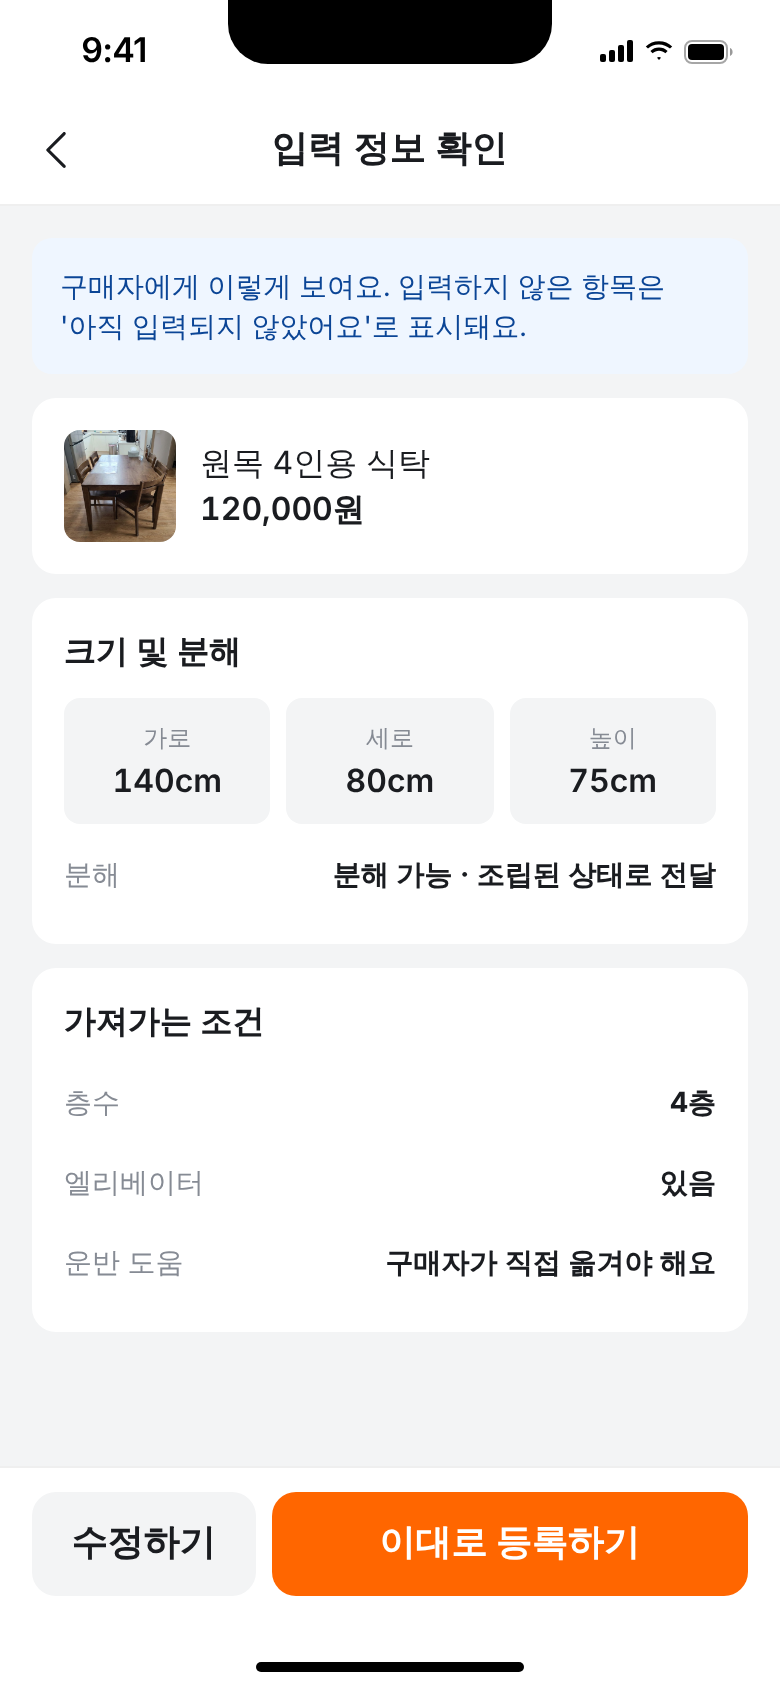 9:41
입력 정보 확인
구매자에게 이렇게 보여요. 입력하지 않은 항목은
'아직 입력되지 않았어요'로 표시돼요.
원목 4인용 식탁
120,000원
크기 및 분해
가로 세로 높이
140cm 80cm 75cm
분해 분해 가능 · 조립된 상태로 전달
가져가는 조건
층수 4층
엘리베이터 있음
운반 도움 구매자가 직접 옮겨야 해요
수정하기 이대로 등록하기